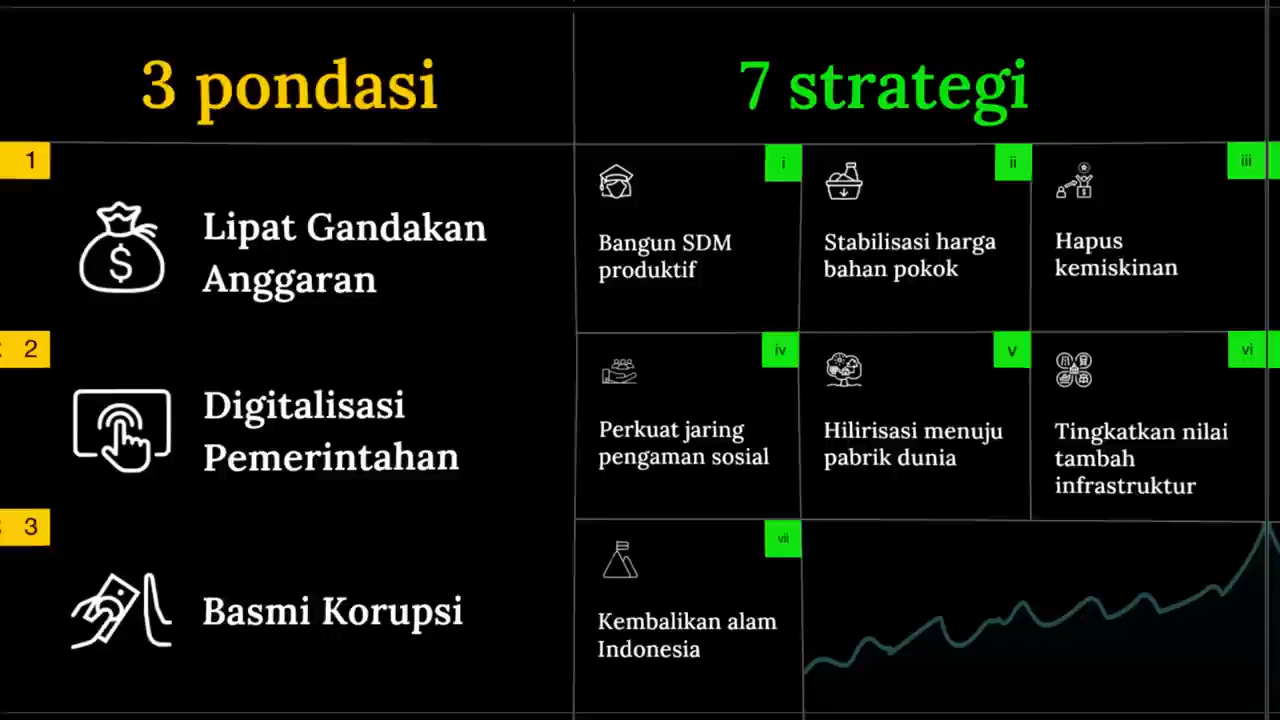 3 pondasi
1
$
Lipat Gandakan
Anggaran
2
Digitalisasi
Pemerintahan
3
Basmi Korupsi
7 strategi
i
Bangun SDM
produktif
ii
Stabilisasi harga
bahan pokok
iii
$
Hapus
kemiskinan
iv
Perkuat jaring
pengaman sosial
v
Hilirisasi menuju
pabrik dunia
vi
Tingkatkan nilai
tambah
infrastruktur
vii
Kembalikan alam
Indonesia